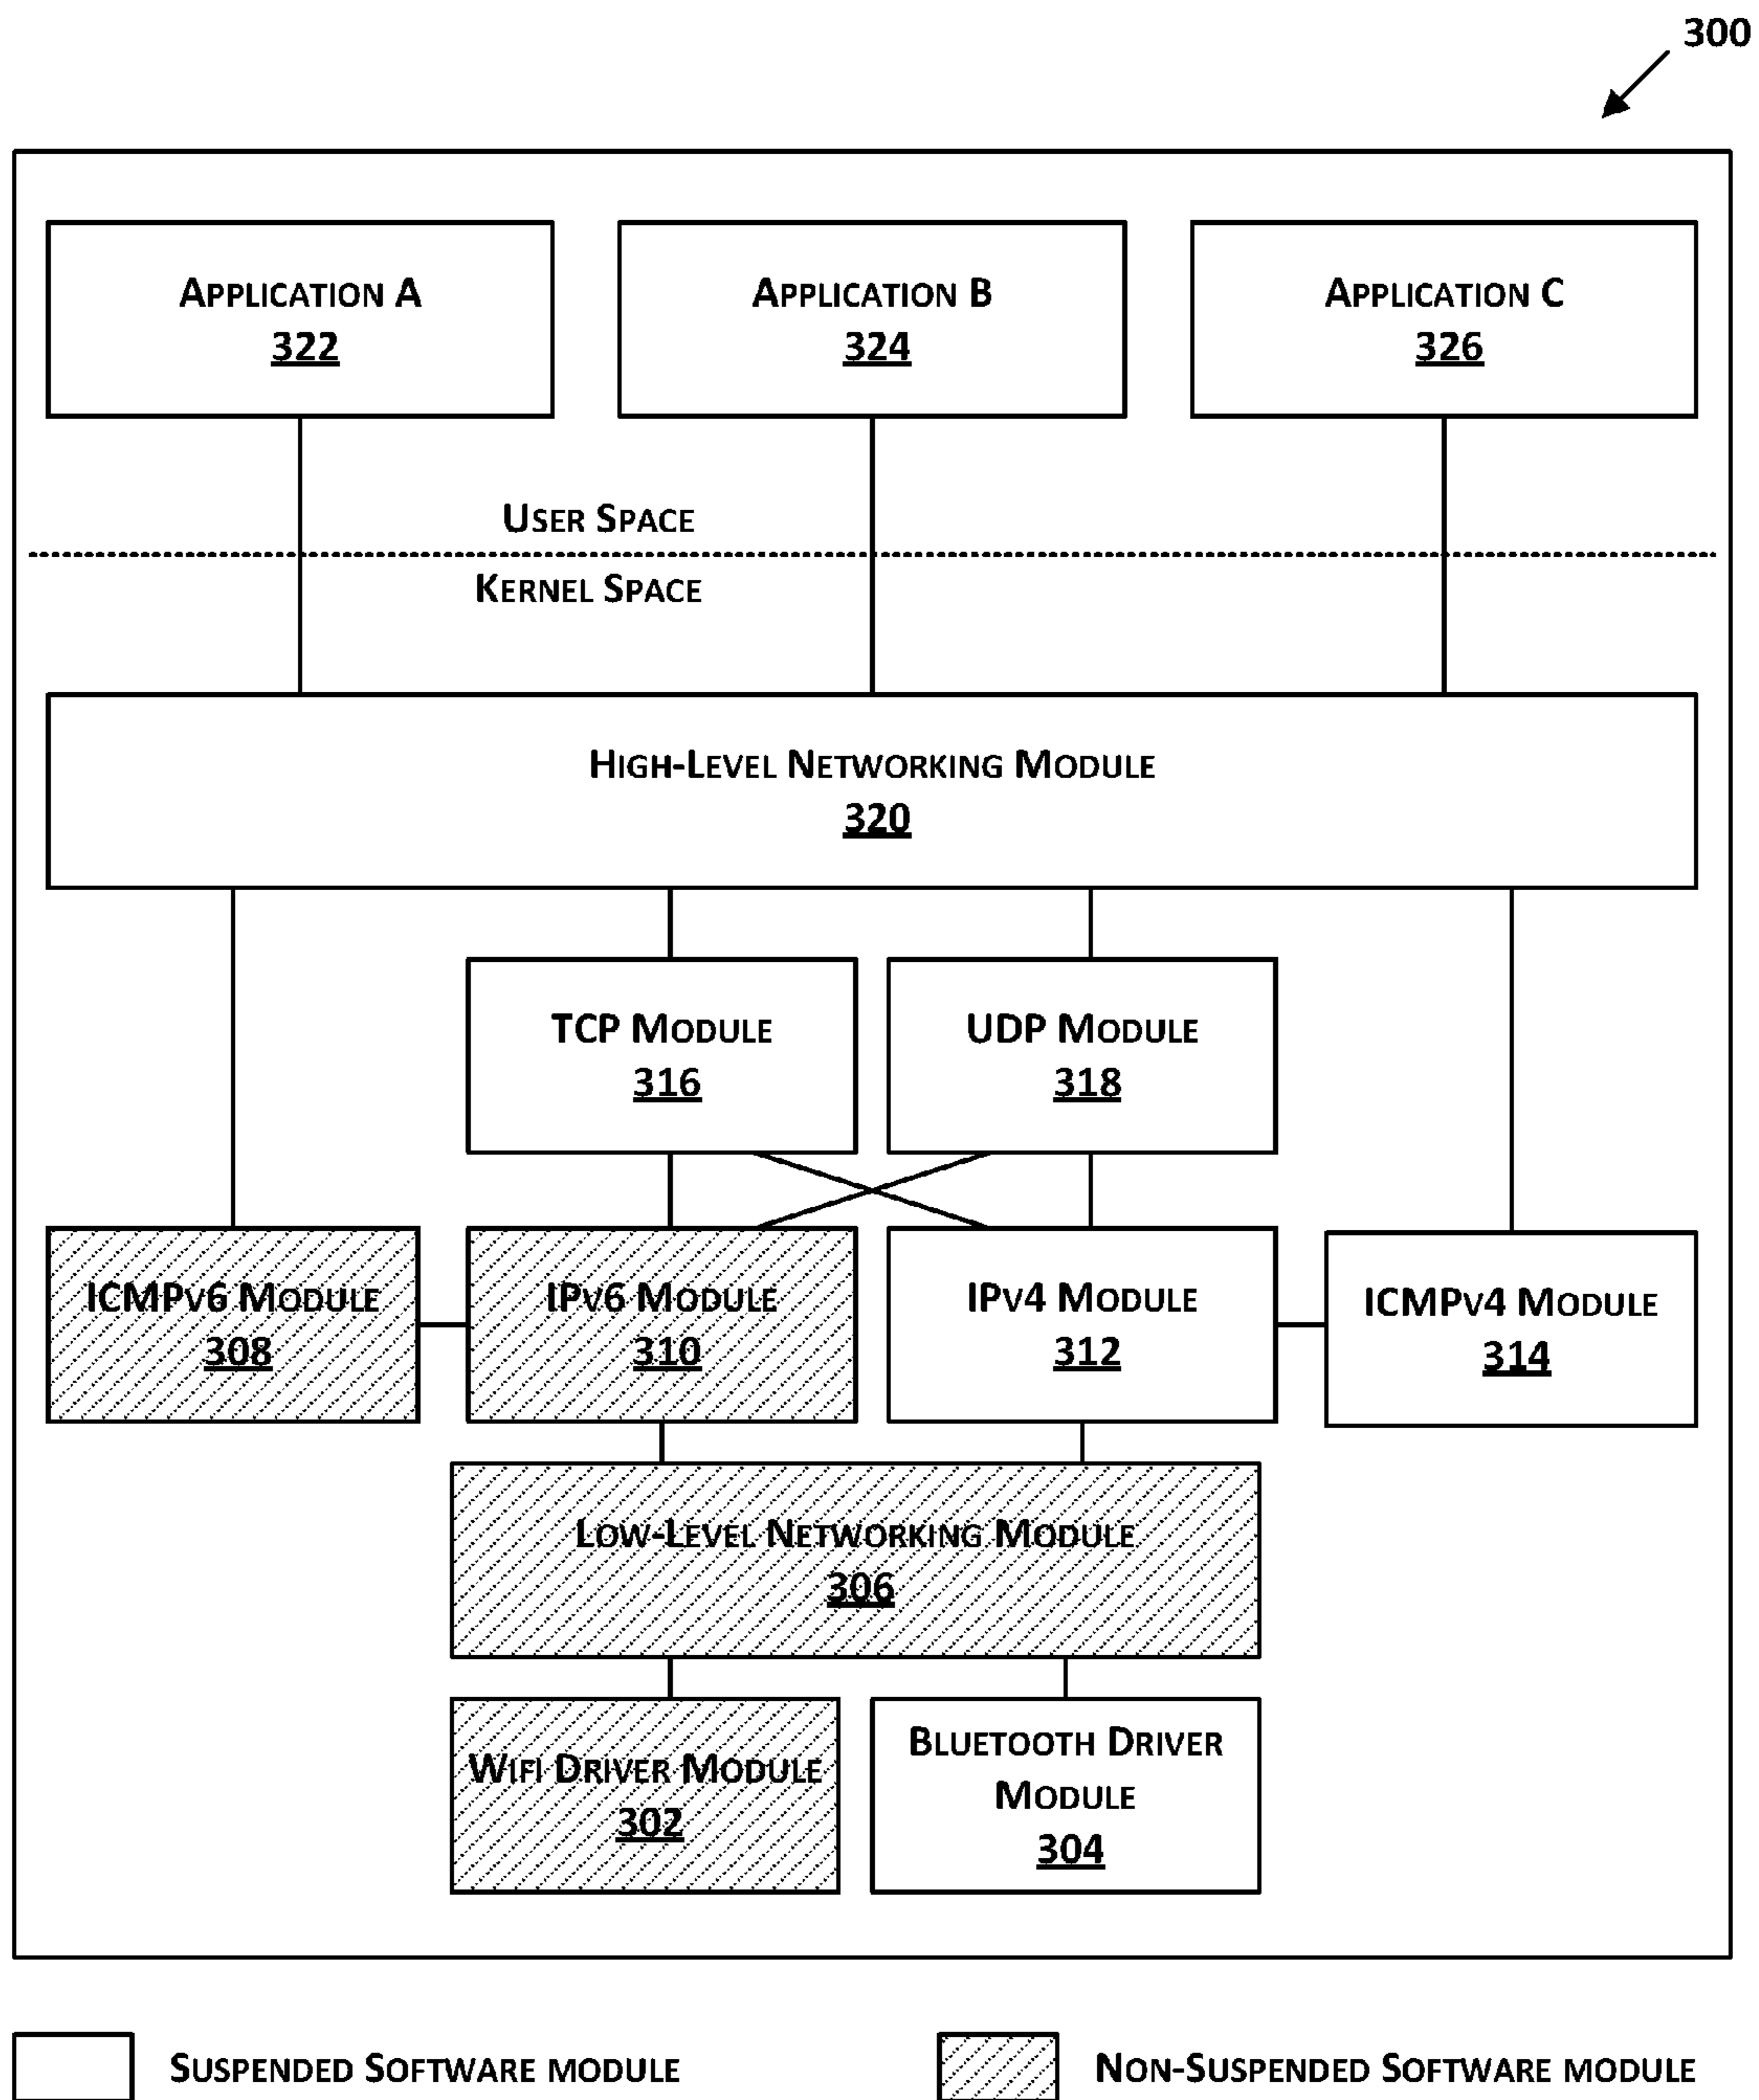 300
APPLICATION A
322
APPLICATION B
324
APPLICATION C
326
USER SPACE
KERNEL SPACE
HIGH-LEVEL NETWORKING MODULE
320
TCP MODULE
316
UDP MODULE
318
ICMPV6 MODULE
308
IPV6 MODULE
310
IPV4 MODULE
312
ICMPV4 MODULE
314
LOW-LEVEL NETWORKING MODULE
306
WIFI DRIVER MODULE
302
BLUETOOTH DRIVER
MODULE
304
SUSPENDED SOFTWARE MODULE
NON-SUSPENDED SOFTWARE MODULE